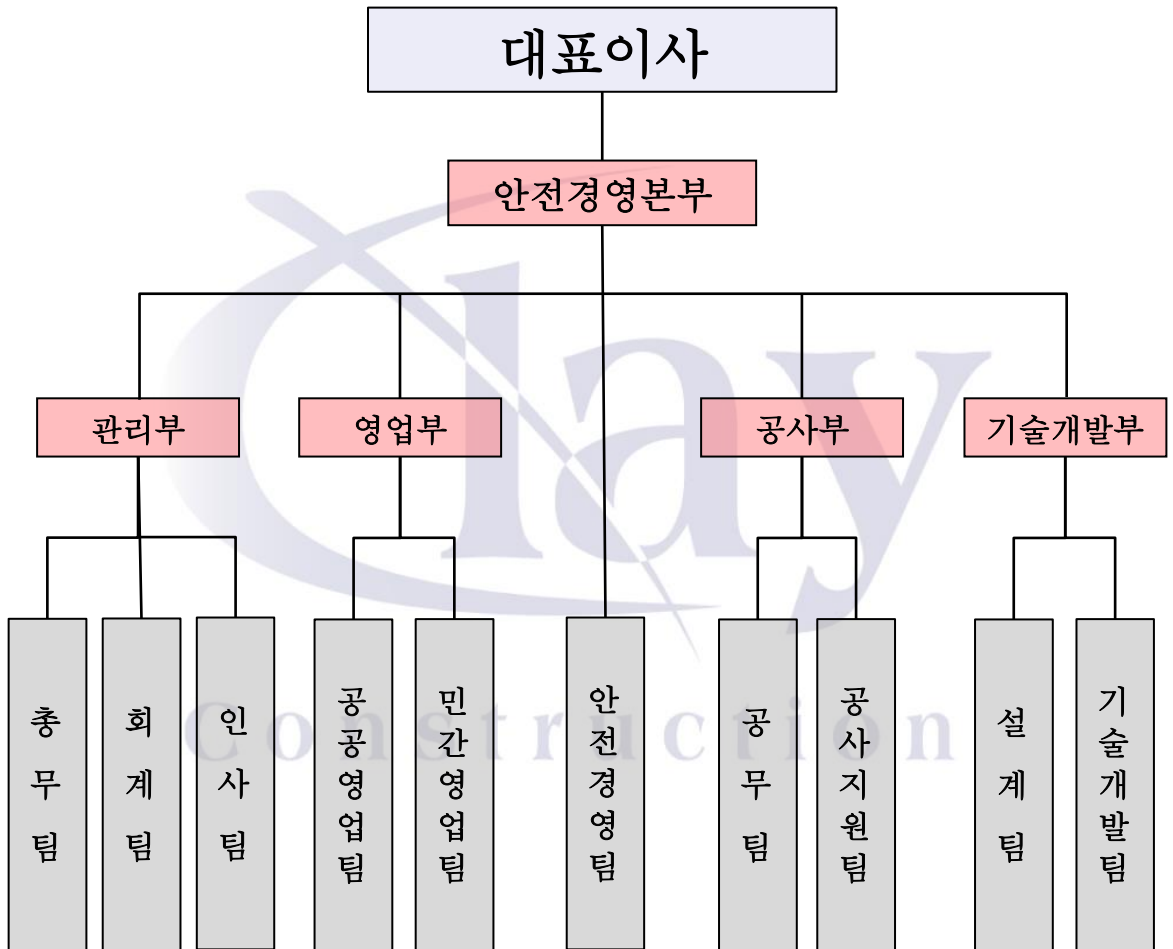 대표이사
안전경영본부
관리부
영업부
공사부
기술개발부
총무팀
회계팀
인사팀
공공영업팀
민간영업팀
안전경영팀
공무팀
공사지원팀
설계팀
기술개발팀
Clay
Construction